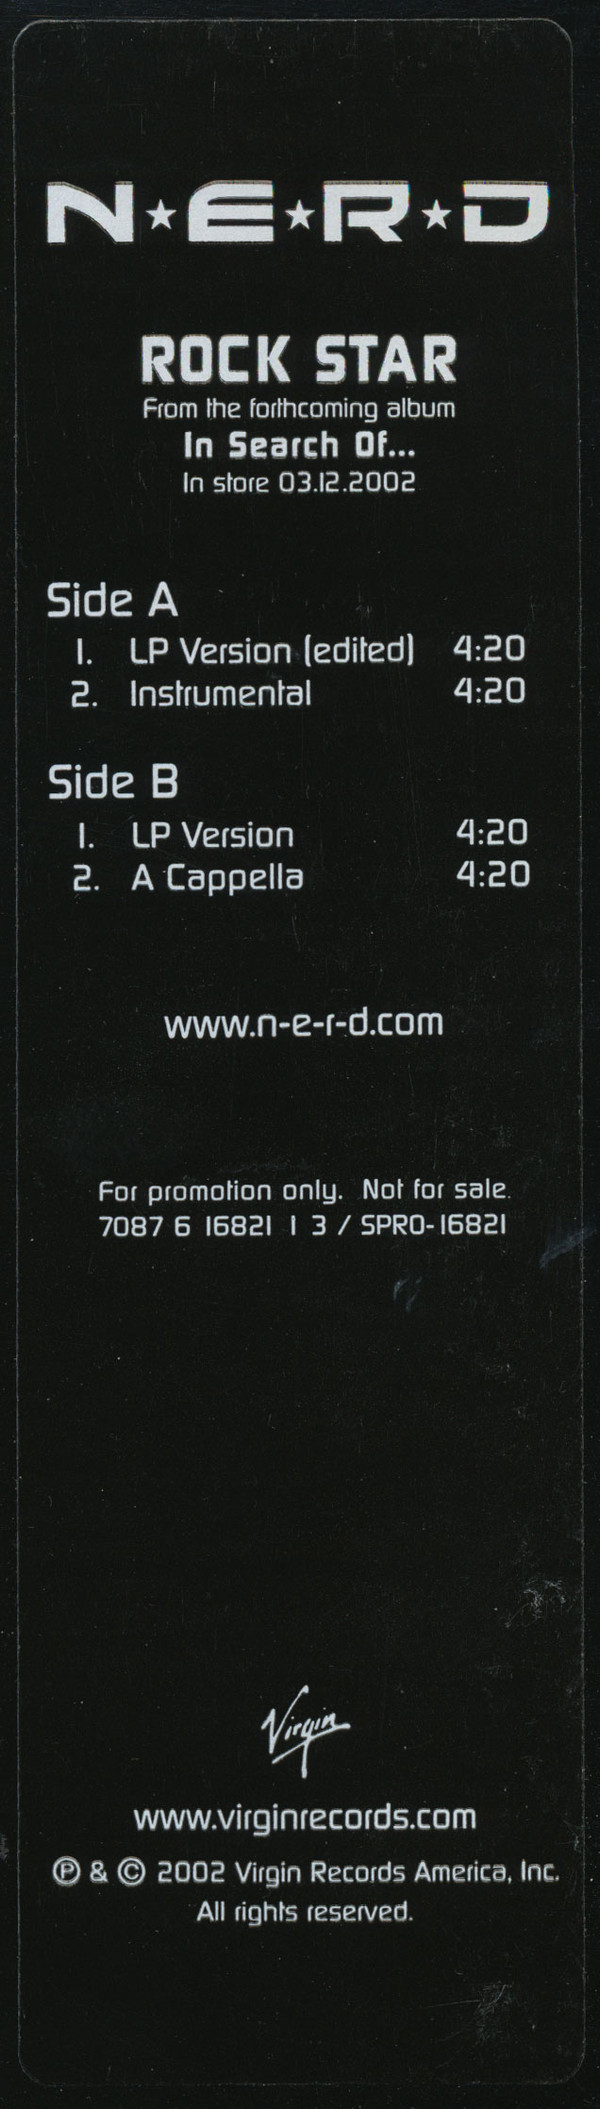 N★E★R★D
ROCK STAR
From the forthcoming album
In Search Of...
In store 03.12.2002
Side A
1. LP Version (edited) 4:20
2. Instrumental 4:20
Side B
1. LP Version 4:20
2. A Cappella 4:20
www.n-e-r-d.com
For promotion only. Not for sale.
7087 6 16821 1 3 / SPRO-16821
Virgin
www.virginrecords.com
℗ & © 2002 Virgin Records America, Inc.
All rights reserved.